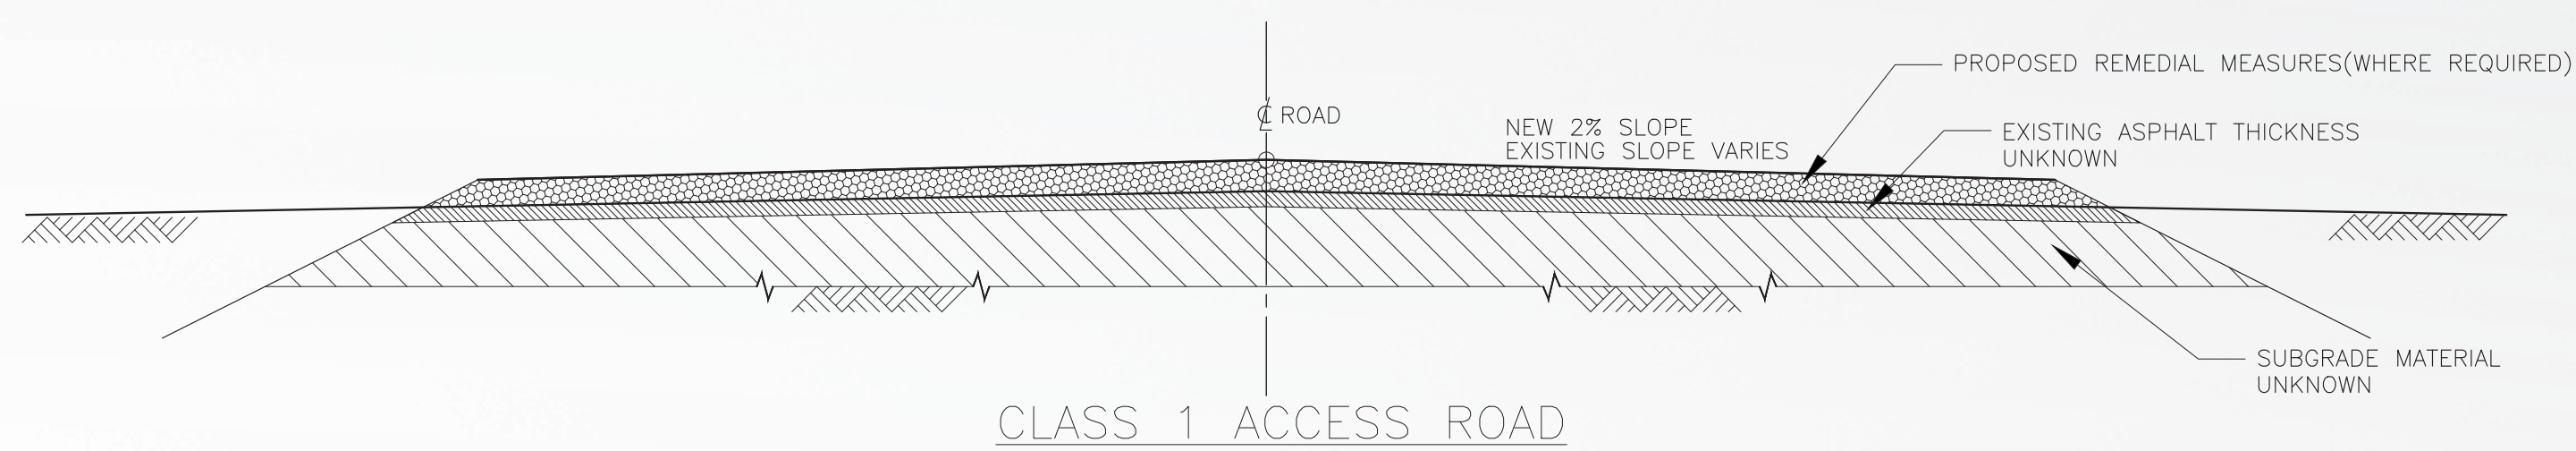 PROPOSED REMEDIAL MEASURES(WHERE REQUIRED)
℄ ROAD
NEW 2% SLOPE
EXISTING SLOPE VARIES
EXISTING ASPHALT THICKNESS
UNKNOWN
SUBGRADE MATERIAL
UNKNOWN
CLASS 1 ACCESS ROAD